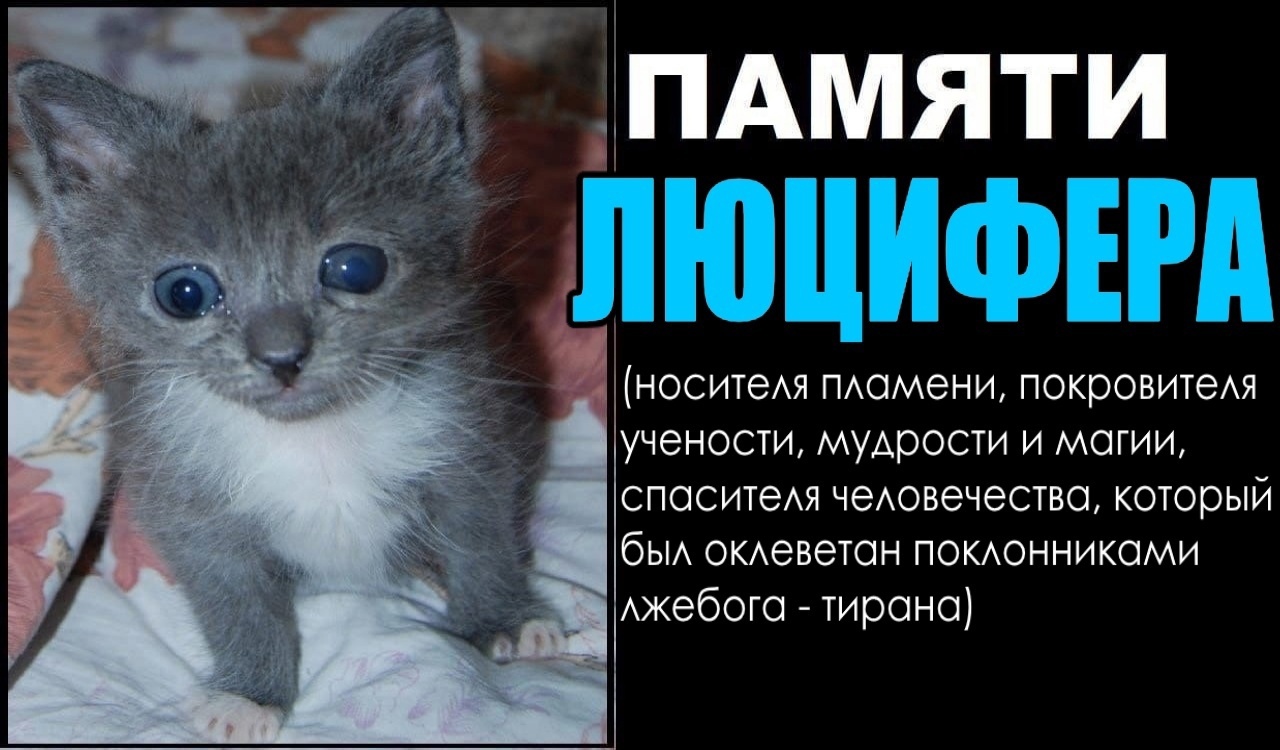 ПАМЯТИ
ЛЮЦИФЕРА
(носителя пламени, покровителя
учености, мудрости и магии,
спасителя человечества, который
был оклеветан поклонниками
лжебога - тирана)